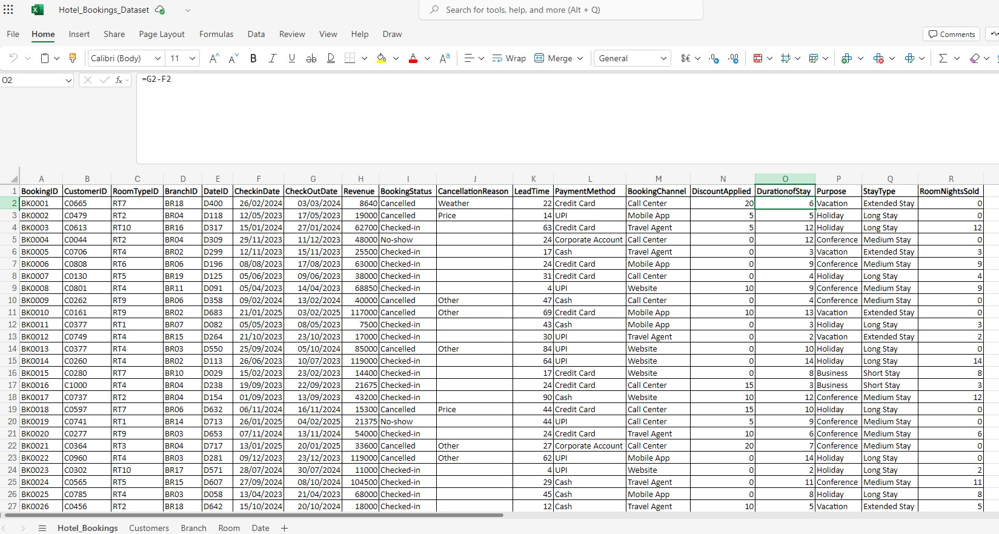 Hotel_Bookings_Dataset
Search for tools, help, and more (Alt + Q)
File Home Insert Share Page Layout Formulas Data Review View Help Draw Comments
Calibri (Body) 11 A^ A˅ B I U ab D A Aa Wrap Merge General $€ .0 .00 Σ
O2 fx =G2-F2
A B C D E F G H I J K L M N O P Q R
1 BookingID CustomerID RoomTypeID BranchID DateID CheckinDate CheckOutDate Revenue BookingStatus CancellationReason LeadTime PaymentMethod BookingChannel DiscountApplied DurationofStay Purpose StayType RoomNightsSold
2 BK0001 C0665 RT7 BR18 D400 26/02/2024 03/03/2024 8640 Cancelled Weather 22 Credit Card Call Center 20 6 Vacation Extended Stay 0
3 BK0002 C0479 RT2 BR04 D118 12/05/2023 17/05/2023 19000 Cancelled Price 14 UPI Mobile App 5 5 Holiday Long Stay 0
4 BK0003 C0613 RT10 BR16 D317 15/01/2024 27/01/2024 62700 Checked-in 63 Credit Card Travel Agent 5 12 Holiday Long Stay 12
5 BK0004 C0044 RT2 BR04 D309 29/11/2023 11/12/2023 48000 No-show 24 Corporate Account Call Center 0 12 Conference Medium Stay 0
6 BK0005 C0706 RT4 BR02 D299 12/11/2023 15/11/2023 25500 Checked-in 17 Cash Travel Agent 0 3 Vacation Extended Stay 3
7 BK0006 C0808 RT6 BR06 D196 08/08/2023 17/08/2023 63000 Checked-in 24 Credit Card Mobile App 0 9 Conference Medium Stay 9
8 BK0007 C0130 RT5 BR19 D125 05/06/2023 09/06/2023 38000 Checked-in 31 Credit Card Call Center 0 4 Holiday Long Stay 4
9 BK0008 C0801 RT4 BR11 D091 05/04/2023 14/04/2023 68850 Checked-in 4 UPI Website 10 9 Conference Medium Stay 9
10 BK0009 C0262 RT9 BR06 D358 09/02/2024 13/02/2024 40000 Cancelled Other 47 Cash Call Center 0 4 Conference Medium Stay 0
11 BK0010 C0161 RT9 BR02 D683 21/01/2025 03/02/2025 117000 Cancelled Other 69 Credit Card Mobile App 10 13 Vacation Extended Stay 0
12 BK0011 C0377 RT1 BR07 D082 05/05/2023 08/05/2023 7500 Checked-in 43 Cash Mobile App 0 3 Holiday Long Stay 3
13 BK0012 C0749 RT4 BR15 D264 21/10/2023 23/10/2023 17000 Checked-in 30 UPI Travel Agent 0 2 Vacation Extended Stay 2
14 BK0013 C0377 RT4 BR03 D550 25/09/2024 05/10/2024 85000 Cancelled Other 84 UPI Website 0 10 Holiday Long Stay 0
15 BK0014 C0260 RT4 BR02 D113 26/06/2023 10/07/2023 119000 Checked-in 64 UPI Website 0 14 Holiday Long Stay 14
16 BK0015 C0280 RT7 BR10 D029 15/02/2023 23/02/2023 14400 Checked-in 17 Credit Card Website 0 8 Business Short Stay 8
17 BK0016 C1000 RT4 BR04 D238 19/09/2023 22/09/2023 21675 Checked-in 24 Credit Card Call Center 15 3 Business Short Stay 3
18 BK0017 C0737 RT2 BR04 D154 01/09/2023 13/09/2023 43200 Checked-in 90 Cash Website 10 12 Conference Medium Stay 12
19 BK0018 C0597 RT7 BR06 D632 06/11/2024 16/11/2024 15300 Cancelled Price 44 Credit Card Call Center 15 10 Holiday Long Stay 0
20 BK0019 C0741 RT1 BR14 D713 26/01/2025 04/02/2025 21375 No-show 44 UPI Call Center 5 9 Conference Medium Stay 0
21 BK0020 C0277 RT9 BR03 D653 07/11/2024 13/11/2024 54000 Checked-in 24 Credit Card Travel Agent 10 6 Conference Medium Stay 6
22 BK0021 C0364 RT3 BR04 D717 13/01/2025 20/01/2025 33600 Cancelled Other 27 Corporate Account Call Center 20 7 Conference Medium Stay 0
23 BK0022 C0960 RT4 BR03 D281 09/12/2023 23/12/2023 119000 Cancelled Other 62 UPI Mobile App 0 14 Holiday Long Stay 0
24 BK0023 C0302 RT10 BR17 D571 28/07/2024 30/07/2024 11000 Checked-in 4 UPI Website 0 2 Holiday Long Stay 2
25 BK0024 C0565 RT5 BR15 D607 27/09/2024 08/10/2024 104500 Checked-in 29 Cash Travel Agent 0 11 Conference Medium Stay 11
26 BK0025 C0785 RT4 BR03 D058 13/04/2023 21/04/2023 68000 Checked-in 45 Cash Mobile App 0 8 Holiday Long Stay 8
27 BK0026 C0456 RT2 BR18 D642 15/10/2024 20/10/2024 18000 Checked-in 12 Cash Travel Agent 10 5 Vacation Extended Stay 5
Hotel_Bookings Customers Branch Room Date